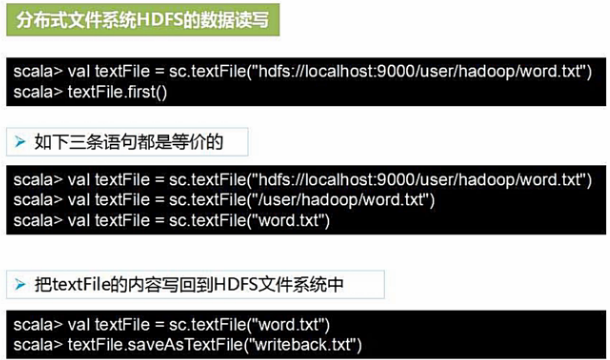 分布式文件系统HDFS的数据读写
scala> val textFile = sc.textFile("hdfs://localhost:9000/user/hadoop/word.txt")
scala> textFile.first()
➢ 如下三条语句都是等价的
scala> val textFile = sc.textFile("hdfs://localhost:9000/user/hadoop/word.txt")
scala> val textFile = sc.textFile("/user/hadoop/word.txt")
scala> val textFile = sc.textFile("word.txt")
➢ 把textFile的内容写回到HDFS文件系统中
scala> val textFile = sc.textFile("word.txt")
scala> textFile.saveAsTextFile("writeback.txt")